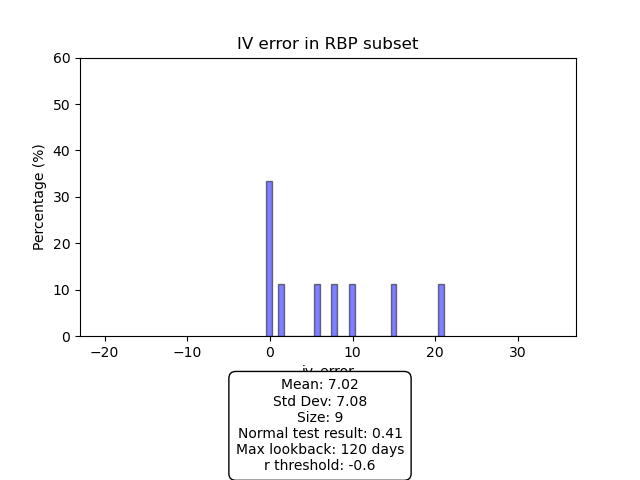 IV error in RBP subset
60
50
40
30
20
10
0
Percentage (%)
−20
−10
0
10
20
30
iv_error
Mean: 7.02
Std Dev: 7.08
Size: 9
Normal test result: 0.41
Max lookback: 120 days
r threshold: -0.6